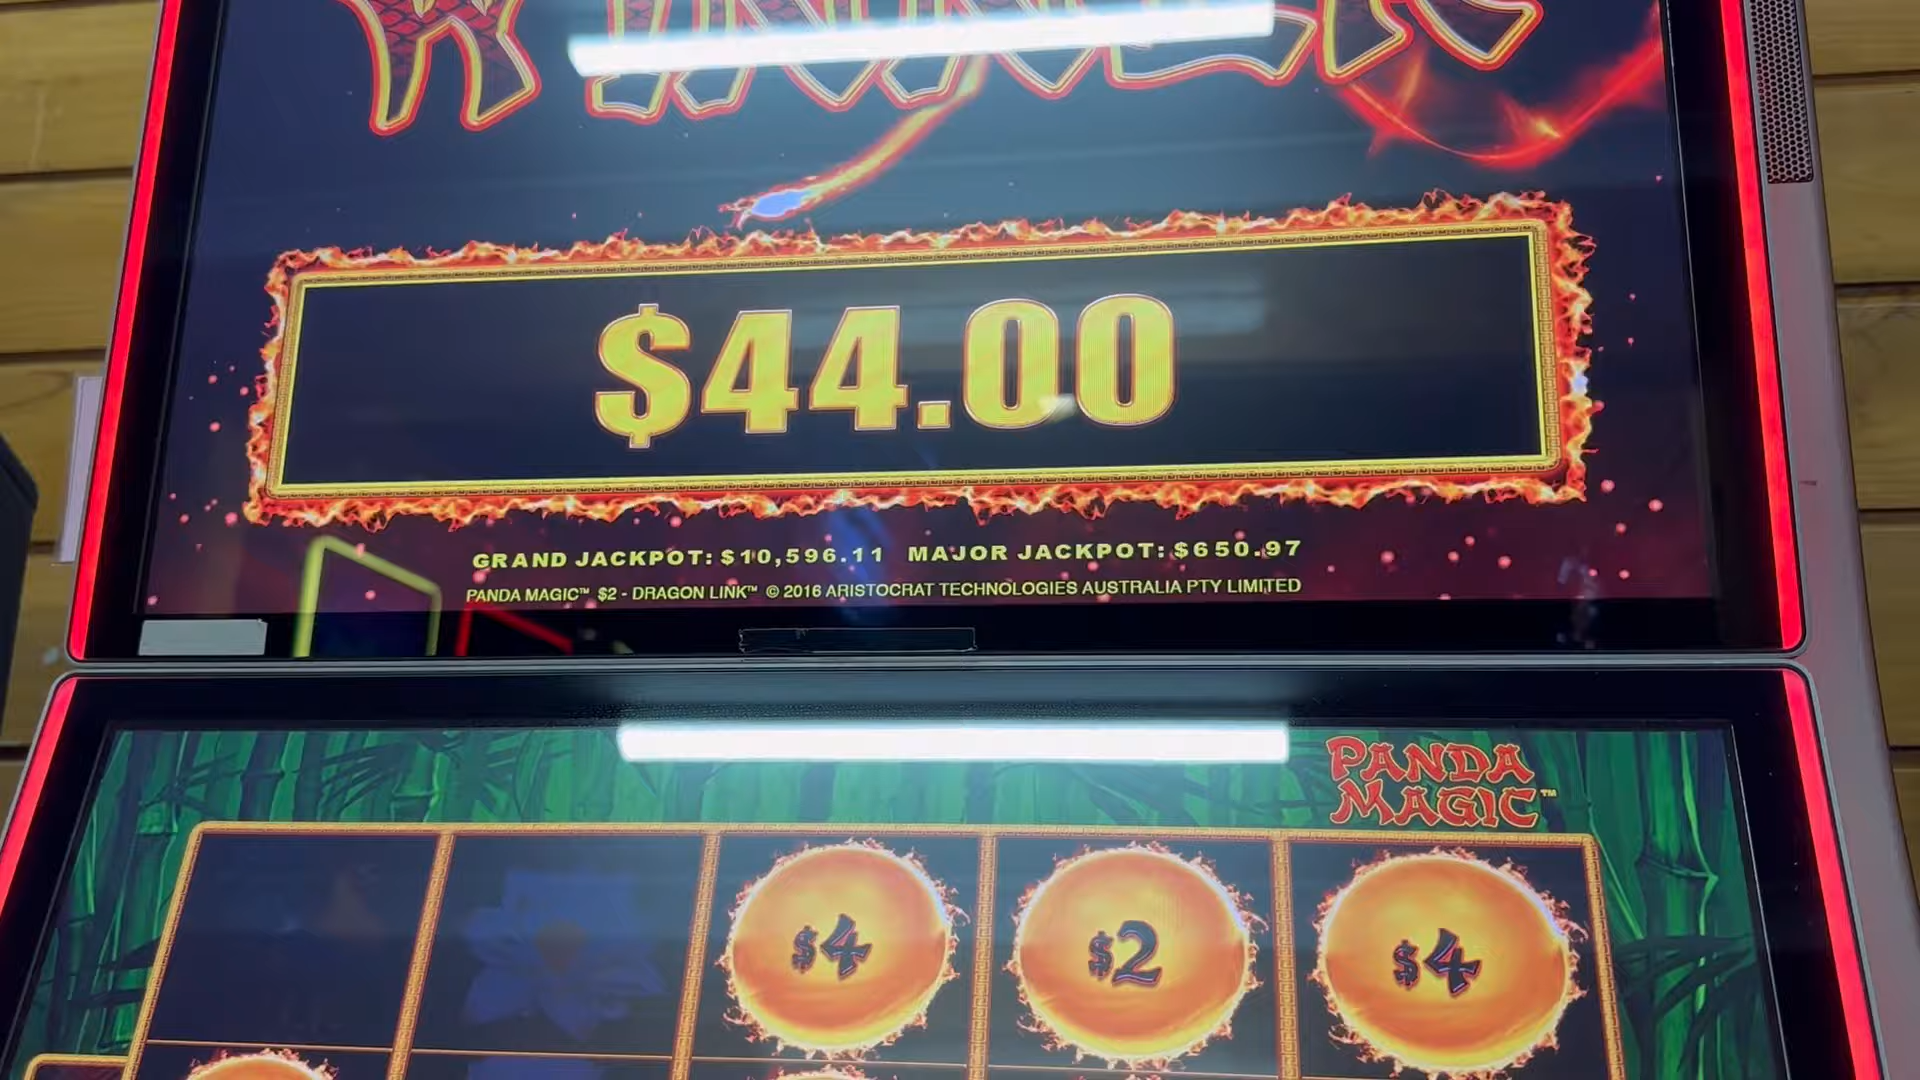 WINNER
$44.00
GRAND JACKPOT: $10,596.11 MAJOR JACKPOT: $650.97
PANDA MAGIC™ $2 - DRAGON LINK™ © 2016 ARISTOCRAT TECHNOLOGIES AUSTRALIA PTY LIMITED
PANDA
MAGIC™
$4 $2 $4